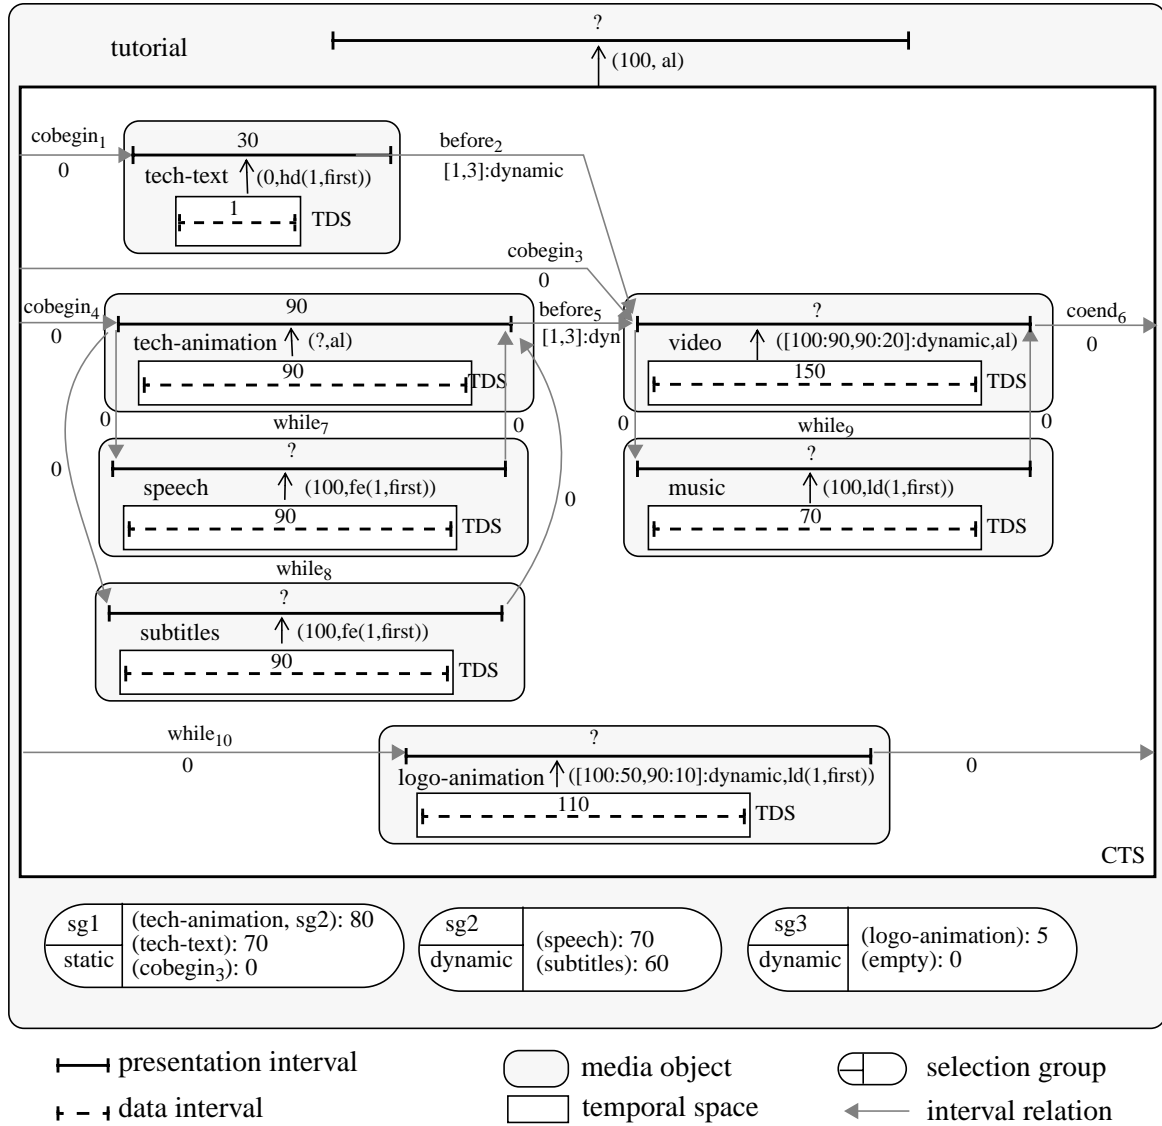 ?
tutorial
(100, al)
cobegin1
0
30
before2
[1,3]:dynamic
tech-text
(0,hd(1,first))
1
TDS
cobegin3
0
cobegin4
0
90
before5
[1,3]:dyn
?
coend6
0
tech-animation
(?,al)
video
([100:90,90:20]:dynamic,al)
90
TDS
150
TDS
0
while7
0
0
while9
0
0
?
?
speech
(100,fe(1,first))
music
(100,ld(1,first))
0
90
TDS
70
TDS
while8
?
subtitles
(100,fe(1,first))
90
TDS
while10
0
?
0
logo-animation
([100:50,90:10]:dynamic,ld(1,first))
110
TDS
CTS
sg1
static
(tech-animation, sg2): 80
(tech-text): 70
(cobegin3): 0
sg2
dynamic
(speech): 70
(subtitles): 60
sg3
dynamic
(logo-animation): 5
(empty): 0
presentation interval
media object
selection group
data interval
temporal space
interval relation